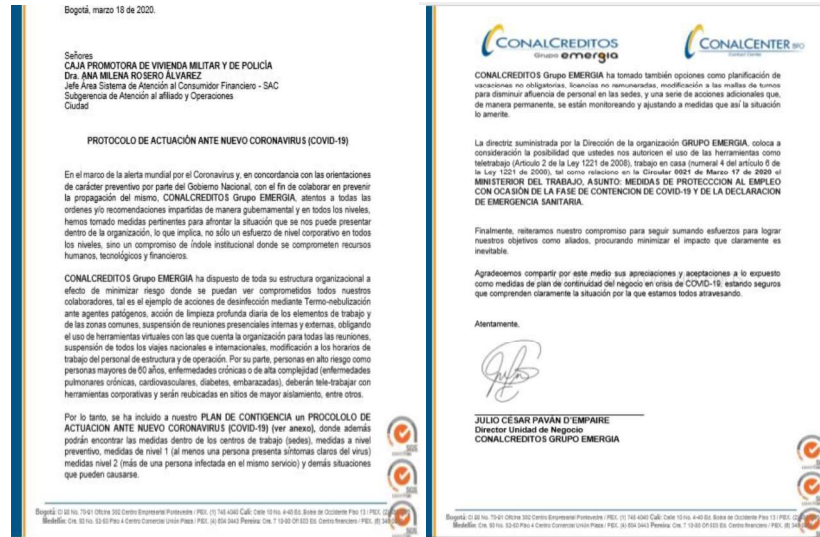 Bogotá, marzo 18 de 2020.
Señores
CAJA PROMOTORA DE VIVIENDA MILITAR Y DE POLICÍA
Dra. ANA MILENA ROSERO ÁLVAREZ
Jefe Area Sistema de Atención al Consumidor Financiero - SAC
Subgerencia de Atención al afiliado y Operaciones
Ciudad
PROTOCOLO DE ACTUACIÓN ANTE NUEVO CORONAVIRUS (COVID-19)
En el marco de la alerta mundial por el Coronavirus y, en concordancia con las orientaciones
de carácter preventivo por parte del Gobierno Nacional, con el fin de colaborar en prevenir
la propagación del mismo, CONALCREDITOS Grupo EMERGIA, atentos a todas las
ordenes y/o recomendaciones impartidas de manera gubernamental y en todos los niveles,
hemos tomado medidas pertinentes para afrontar la situación que se nos puede presentar
dentro de la organización, lo que implica, no sólo un esfuerzo de nivel corporativo en todos
los niveles, sino un compromiso de índole institucional donde se comprometen recursos
humanos, tecnológicos y financieros.
CONALCREDITOS Grupo EMERGIA ha dispuesto de toda su estructura organizacional a
efecto de minimizar riesgo donde se puedan ver comprometidos todos nuestros
colaboradores, tal es el ejemplo de acciones de desinfección mediante Termo-nebulización
ante agentes patógenos, acción de limpieza profunda diaria de los elementos de trabajo y
de las zonas comunes, suspensión de reuniones presenciales internas y externas, obligando
el uso de herramientas virtuales con las que cuenta la organización para todas las reuniones,
suspensión de todos los viajes nacionales e internacionales, modificación a los horarios de
trabajo del personal de estructura y de operación. Por su parte, personas en alto riesgo como
personas mayores de 60 años, enfermedades crónicas o de alta complejidad (enfermedades
pulmonares crónicas, cardiovasculares, diabetes, embarazadas), deberán tele-trabajar con
herramientas corporativas y serán reubicadas en sitios de mayor aislamiento, entre otros.
Por lo tanto, se ha incluido a nuestro PLAN DE CONTIGENCIA un PROCOLOLO DE
ACTUACION ANTE NUEVO CORONAVIRUS (COVID-19) (ver anexo), donde además
podrán encontrar las medidas dentro de los centros de trabajo (sedes), medidas a nivel
preventivo, medidas de nivel 1 (al menos una persona presenta síntomas claros del virus)
medidas nivel 2 (más de una persona infectada en el mismo servicio) y demás situaciones
que pueden causarse.
CONALCREDITOS
Grupo emergia
CONALCENTER BPO
Contact Center
CONALCREDITOS Grupo EMERGIA ha tomado también opciones como planificación de
vacaciones no obligatorias, licencias no remuneradas, modificación a las mallas de turnos
para disminuir afluencia de personal en las sedes, y una serie de acciones adicionales que,
de manera permanente, se están monitoreando y ajustando a medidas que así la situación
lo amerite.
La directriz suministrada por la Dirección de la organización GRUPO EMERGIA, coloca a
consideración la posibilidad que ustedes nos autoricen el uso de las herramientas como
teletrabajo (Articulo 2 de la Ley 1221 de 2008), trabajo en casa (numeral 4 del artículo 6 de
la Ley 1221 de 2008), tal como relaciono en la Circular 0021 de Marzo 17 de 2020 el
MINISTERIOR DEL TRABAJO, ASUNTO: MEDIDAS DE PROTECCCION AL EMPLEO
CON OCASIÓN DE LA FASE DE CONTENCION DE COVID-19 Y DE LA DECLARACION
DE EMERGENCIA SANITARIA.
Finalmente, reiteramos nuestro compromiso para seguir sumando esfuerzos para lograr
nuestros objetivos como aliados, procurando minimizar el impacto que claramente es
inevitable.
Agradecemos compartir por este medio sus apreciaciones y aceptaciones a lo expuesto
como medidas de plan de continuidad del negocio en crisis de COVID-19, estando seguros
que comprenden claramente la situación por la que estamos todos atravesando.
Atentamente,
JULIO CÉSAR PAVÁN D'EMPAIRE
Director Unidad de Negocio
CONALCREDITOS GRUPO EMERGIA